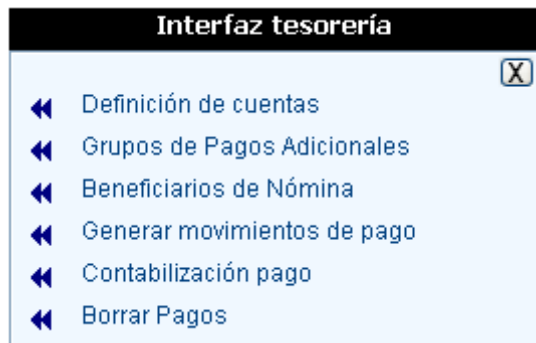 Interfaz tesorería
X
Definición de cuentas
Grupos de Pagos Adicionales
Beneficiarios de Nómina
Generar movimientos de pago
Contabilización pago
Borrar Pagos